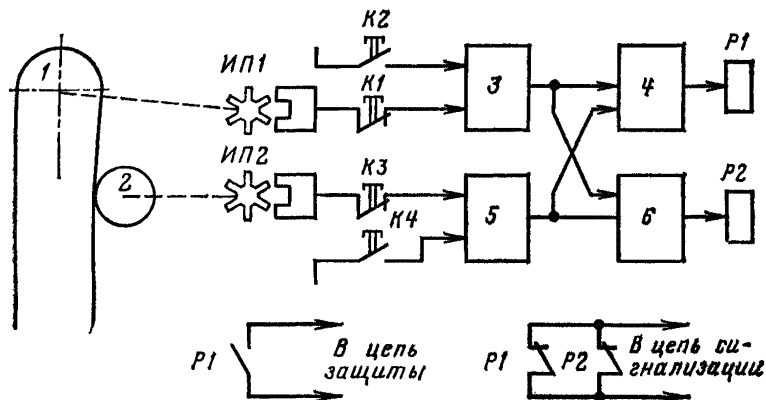 К2
Р1
1
ИП1
К1
3
4
ИП2
К3
Р2
2
К4
5
6
Р1
В цепь
защиты
Р1
Р2
В цепь си-
гнализации